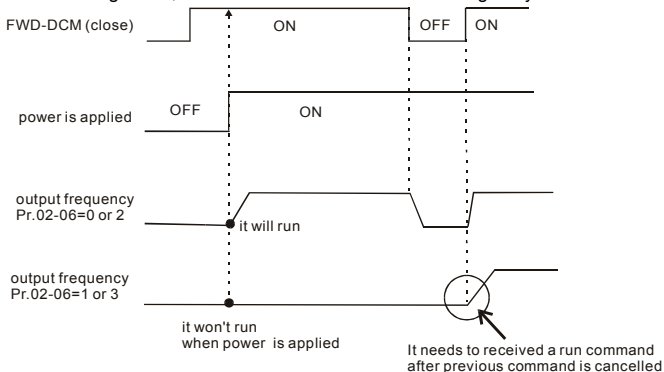 FWD-DCM (close)
ON
OFF
ON
power is applied
OFF
ON
output frequency
Pr.02-06=0 or 2
it will run
output frequency
Pr.02-06=1 or 3
it won't run
when power is applied
It needs to received a run command
after previous command is cancelled